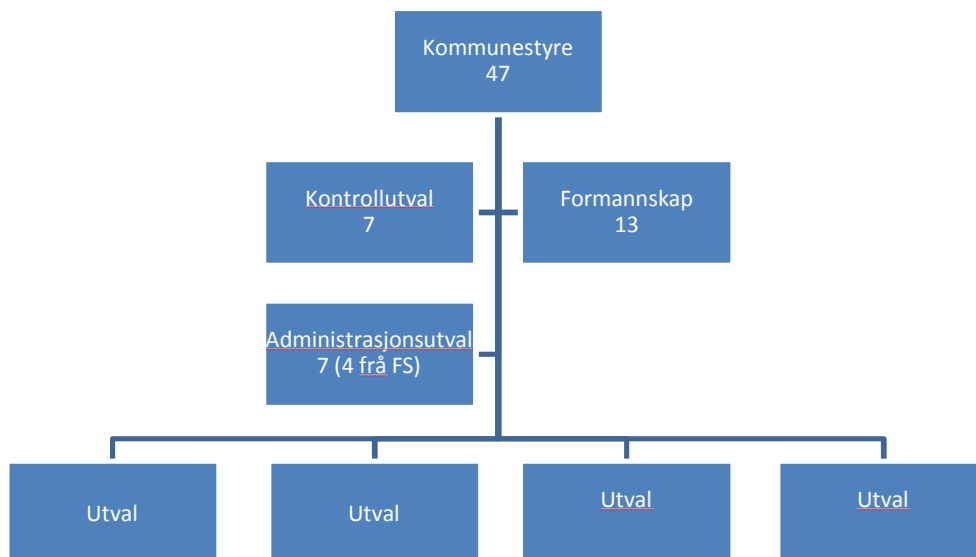 Kommunestyre
47
Kontrollutval
7
Formannskap
13
Administrasjonsutval
7 (4 frå FS)
Utval
Utval
Utval
Utval